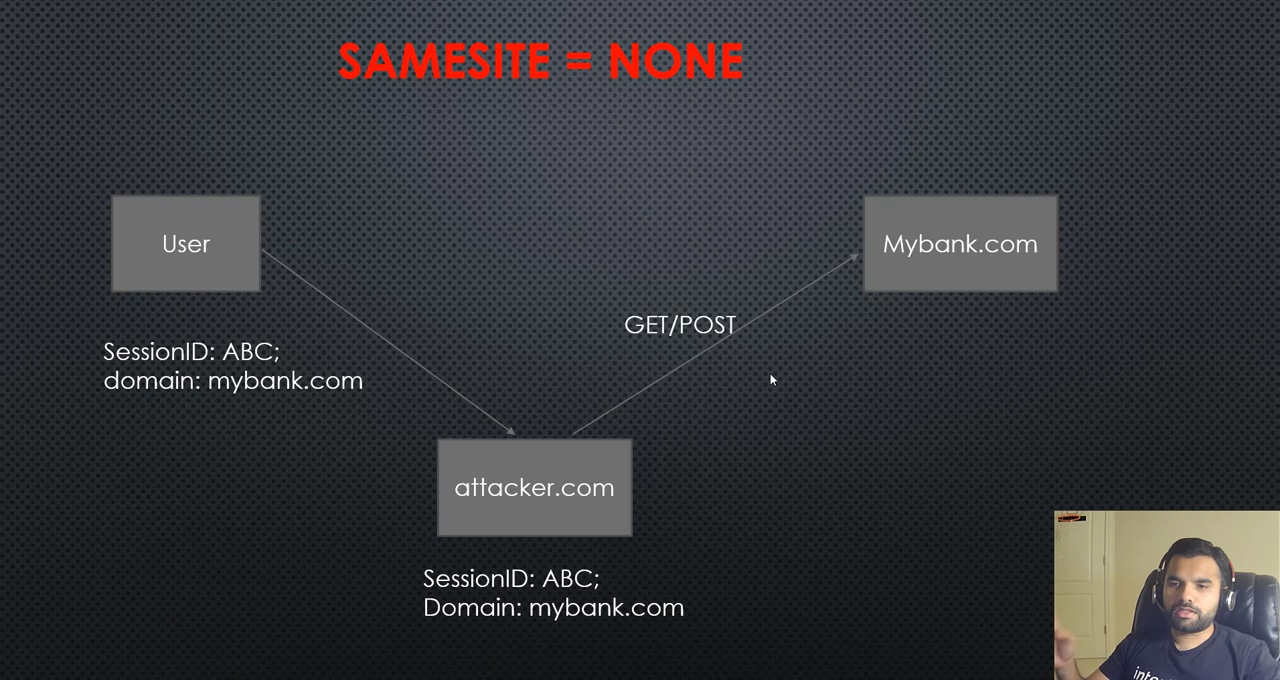 SAMESITE = NONE
User
Mybank.com
GET/POST
SessionID: ABC;
domain: mybank.com
attacker.com
SessionID: ABC;
Domain: mybank.com